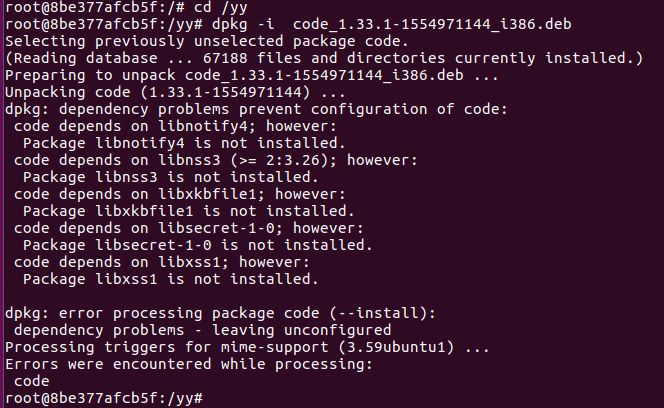 root@8be377afcb5f:/# cd /yy
root@8be377afcb5f:/yy# dpkg -i  code_1.33.1-1554971144_i386.deb
Selecting previously unselected package code.
(Reading database ... 67188 files and directories currently installed.)
Preparing to unpack code_1.33.1-1554971144_i386.deb ...
Unpacking code (1.33.1-1554971144) ...
dpkg: dependency problems prevent configuration of code:
 code depends on libnotify4; however:
  Package libnotify4 is not installed.
 code depends on libnss3 (>= 2:3.26); however:
  Package libnss3 is not installed.
 code depends on libxkbfile1; however:
  Package libxkbfile1 is not installed.
 code depends on libsecret-1-0; however:
  Package libsecret-1-0 is not installed.
 code depends on libxss1; however:
  Package libxss1 is not installed.

dpkg: error processing package code (--install):
 dependency problems - leaving unconfigured
Processing triggers for mime-support (3.59ubuntu1) ...
Errors were encountered while processing:
 code
root@8be377afcb5f:/yy#